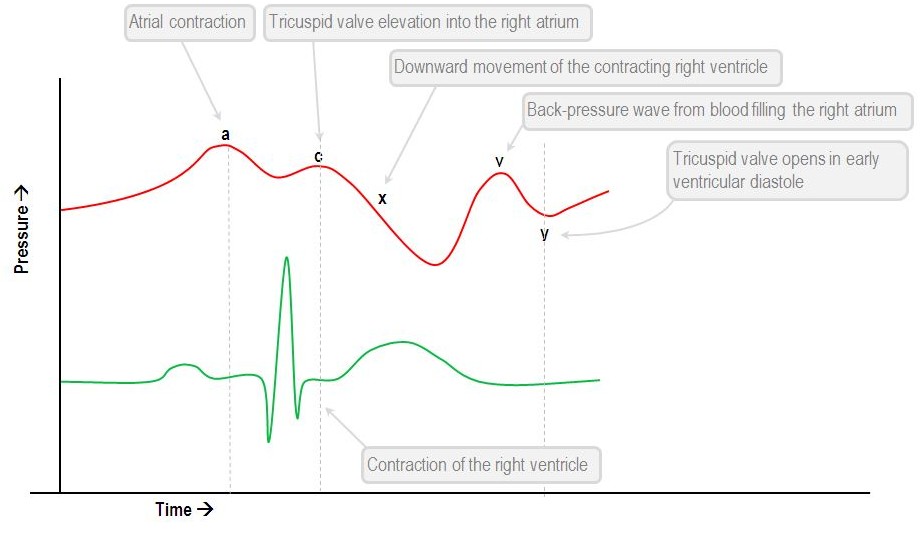 Atrial contraction
Tricuspid valve elevation into the right atrium
Downward movement of the contracting right ventricle
Back-pressure wave from blood filling the right atrium
Tricuspid valve opens in early
ventricular diastole
a
c
x
v
y
Pressure →
Contraction of the right ventricle
Time →